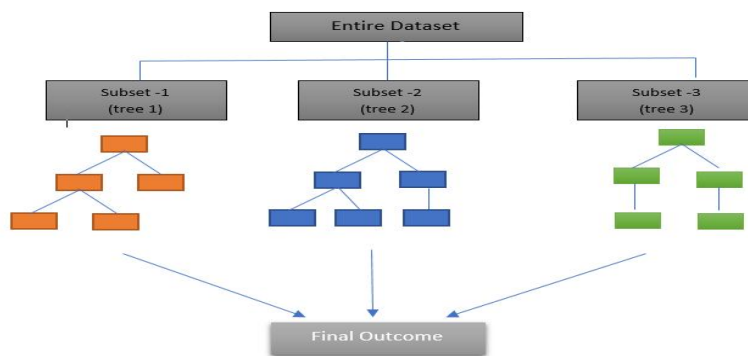 Entire Dataset
Subset -1
(tree 1)
Subset -2
(tree 2)
Subset -3
(tree 3)
Final Outcome